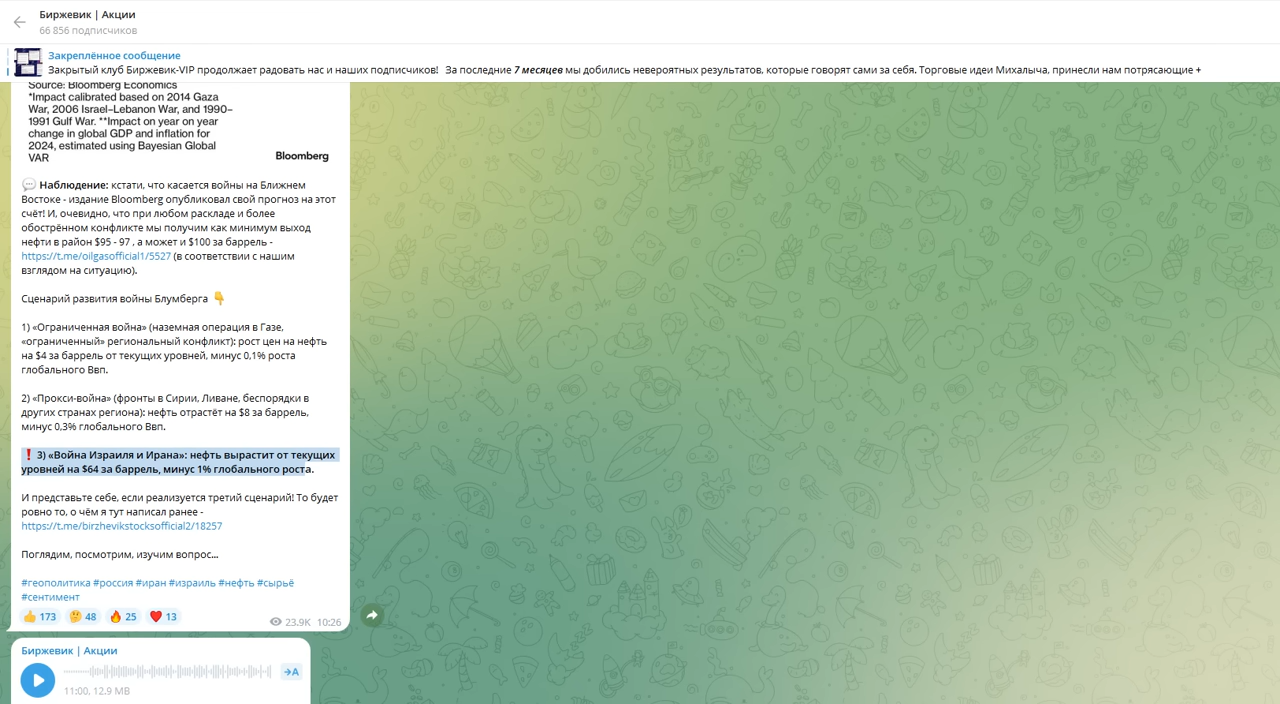 Биржевик | Акции
66 856 подписчиков
Закреплённое сообщение
Закрытый клуб Биржевик-VIP продолжает радовать нас и наших подписчиков! За последние 7 месяцев мы добились невероятных результатов, которые говорят сами за себя. Торговые идеи Михалыча, принесли нам потрясающие +
Source: Bloomberg Economics
*Impact calibrated based on 2014 Gaza
War, 2006 Israel–Lebanon War, and 1990–
1991 Gulf War. **Impact on year on year
change in global GDP and inflation for
2024, estimated using Bayesian Global
VAR
Bloomberg
💬 Наблюдение: кстати, что касается войны на Ближнем
Востоке - издание Bloomberg опубликовал свой прогноз на этот
счёт! И, очевидно, что при любом раскладе и более
обострённом конфликте мы получим как минимум выход
нефти в район $95 - 97 , а может и $100 за баррель -
https://t.me/oilgasofficial1/5527 (в соответствии с нашим
взглядом на ситуацию).
Сценарий развития войны Блумберга 👇
1) «Ограниченная война» (наземная операция в Газе,
«ограниченный» региональный конфликт): рост цен на нефть
на $4 за баррель от текущих уровней, минус 0,1% роста
глобального Ввп.
2) «Прокси-война» (фронты в Сирии, Ливане, беспорядки в
других странах региона): нефть отрастёт на $8 за баррель,
минус 0,3% глобального Ввп.
❗ 3) «Война Израиля и Ирана»: нефть вырастит от текущих
уровней на $64 за баррель, минус 1% глобального роста.
И представьте себе, если реализуется третий сценарий! То будет
ровно то, о чём я тут написал ранее -
https://t.me/birzhevikstocksofficial2/18257
Поглядим, посмотрим, изучим вопрос...
#геополитика #россия #иран #израиль #нефть #сырьё
#сентимент
👍 173 🤔 48 🔥 25 ❤️ 13
23.9K 10:26
Биржевик | Акции
→A
11:00, 12.9 MB